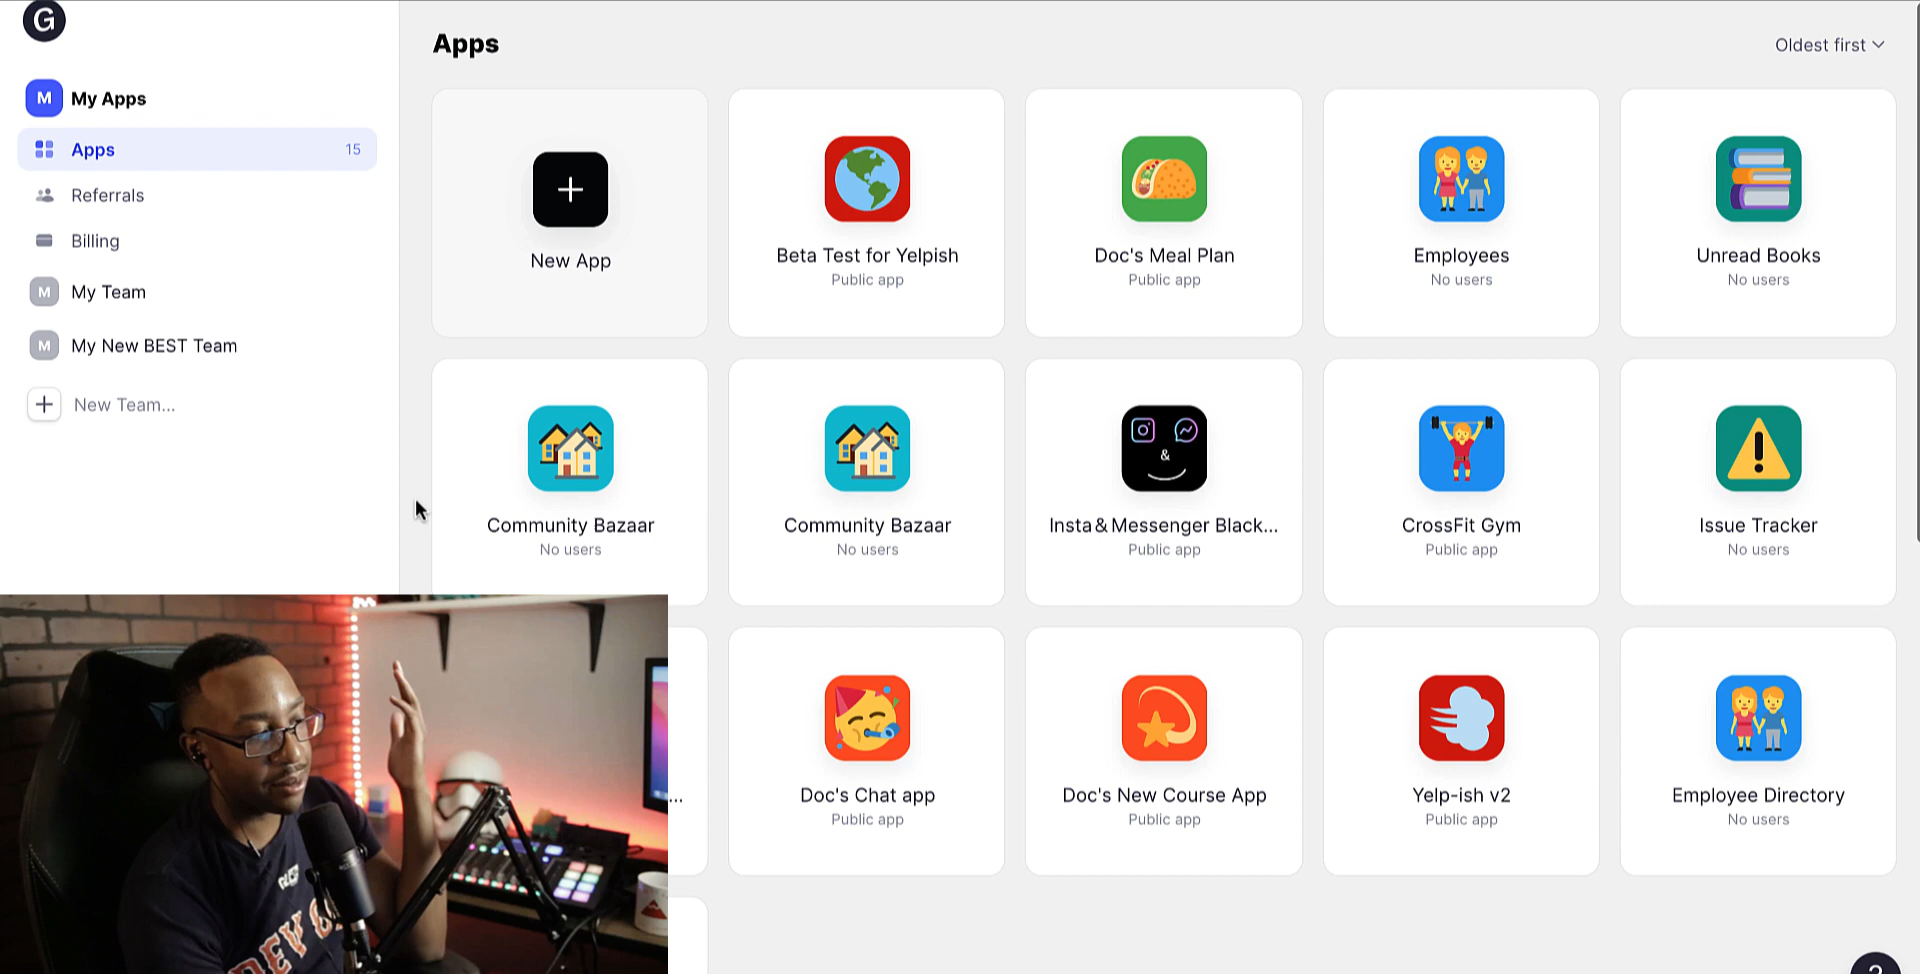 G
Apps
Oldest first
M My Apps
Apps 15
Referrals
Billing
M My Team
M My New BEST Team
New Team...
New App
Beta Test for Yelpish
Public app
Doc's Meal Plan
Public app
Employees
No users
Unread Books
No users
Community Bazaar
No users
Community Bazaar
No users
&
Insta & Messenger Black...
Public app
CrossFit Gym
Public app
Issue Tracker
No users
...
Doc's Chat app
Public app
Doc's New Course App
Public app
Yelp-ish v2
Public app
Employee Directory
No users